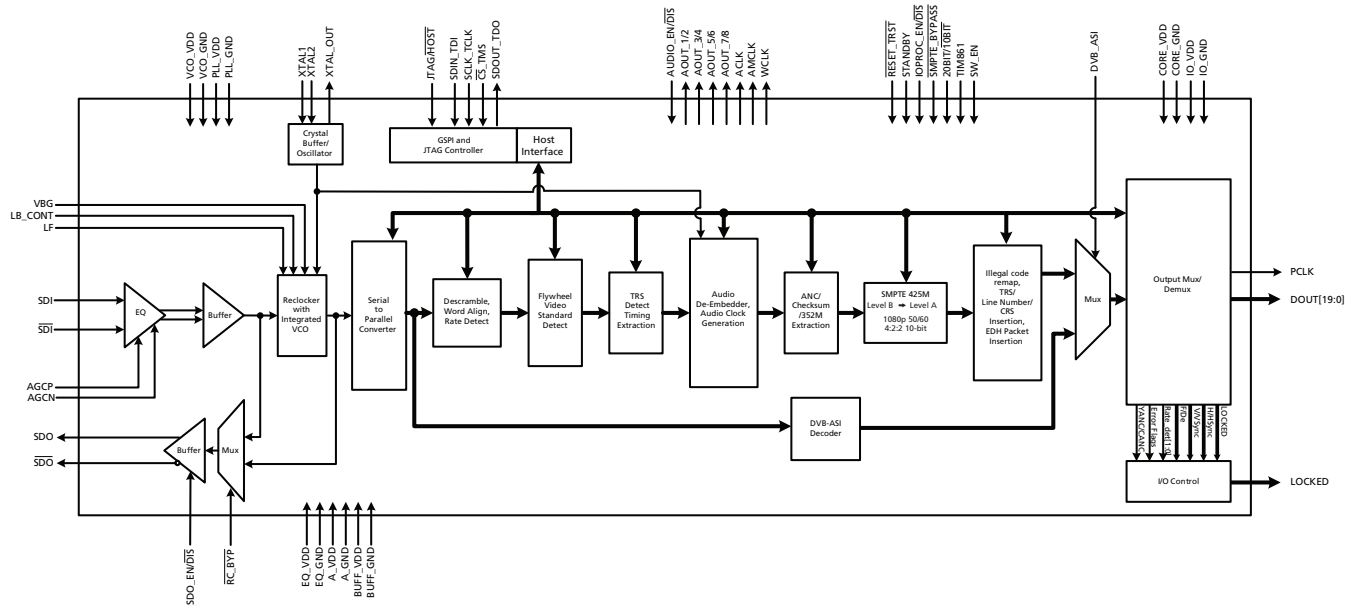 VCO_VDD
VCO_GND
PLL_VDD
PLL_GND
XTAL1
XTAL2
XTAL_OUT
JTAG/HOST
SDIN_TDI
SCLK_TCLK
CS_TMS
SDOUT_TDO
AUDIO_EN/DIS
AOUT_1/2
AOUT_3/4
AOUT_5/6
AOUT_7/8
ACLK
AMCLK
WCLK
RESET_TRST
STANDBY
IOPROC_EN/DIS
SMPTE_BYPASS
20BIT/10BIT
TIM861
SW_EN
DVB_ASI
CORE_VDD
CORE_GND
IO_VDD
IO_GND
Crystal
Buffer/
Oscillator
GSPI and
JTAG Controller
Host
Interface
VBG
LB_CONT
LF
SDI
SDI
AGCP
AGCN
EQ
Buffer
Reclocker
with
Integrated
VCO
Serial
to
Parallel
Converter
Descramble,
Word Align,
Rate Detect
Flywheel
Video
Standard
Detect
TRS
Detect
Timing
Extraction
Audio
De-Embedder,
Audio Clock
Generation
ANC/
Checksum
/352M
Extraction
SMPTE 425M
Level B → Level A
1080p 50/60
4:2:2 10-bit
Illegal code
remap,
TRS/
Line Number/
CRS
Insertion,
EDH Packet
Insertion
Mux
Output Mux/
Demux
PCLK
DOUT[19:0]
DVB-ASI
Decoder
YANC/CANC
Error Flags
Rate_det[1:0]
F/De
V/VSync
H/HSync
LOCKED
I/O Control
LOCKED
SDO
SDO
Buffer
Mux
SDO_EN/DIS
RC_BYP
EQ_VDD
EQ_GND
A_VDD
A_GND
BUFF_VDD
BUFF_GND